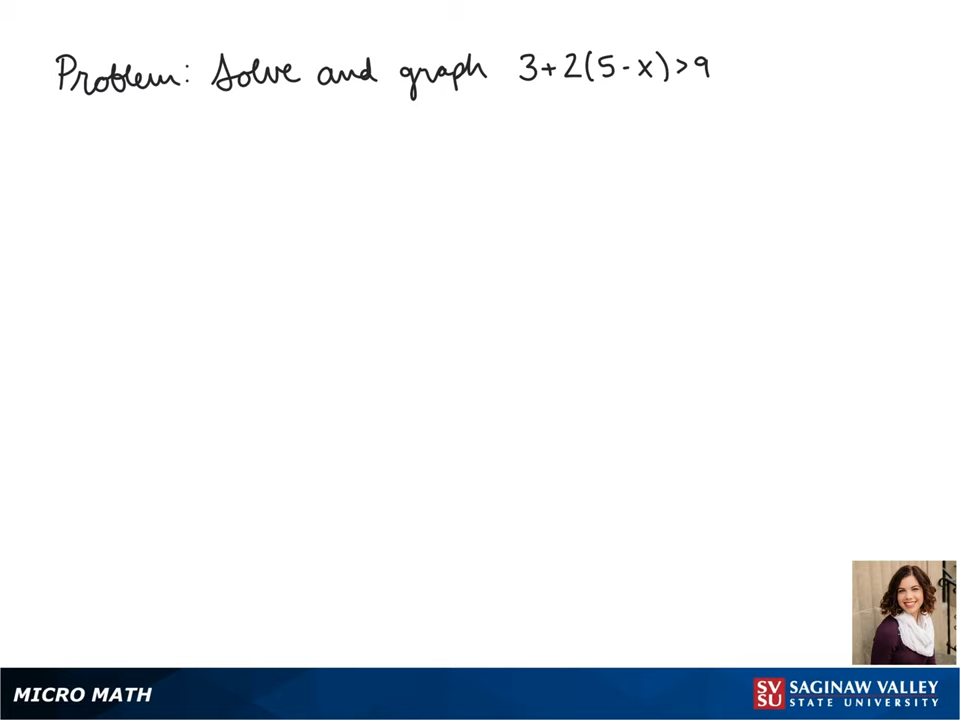 Problem: Solve and graph 3+2(5-x)>9
MICRO MATH
SV
SU
SAGINAW VALLEY
STATE UNIVERSITY